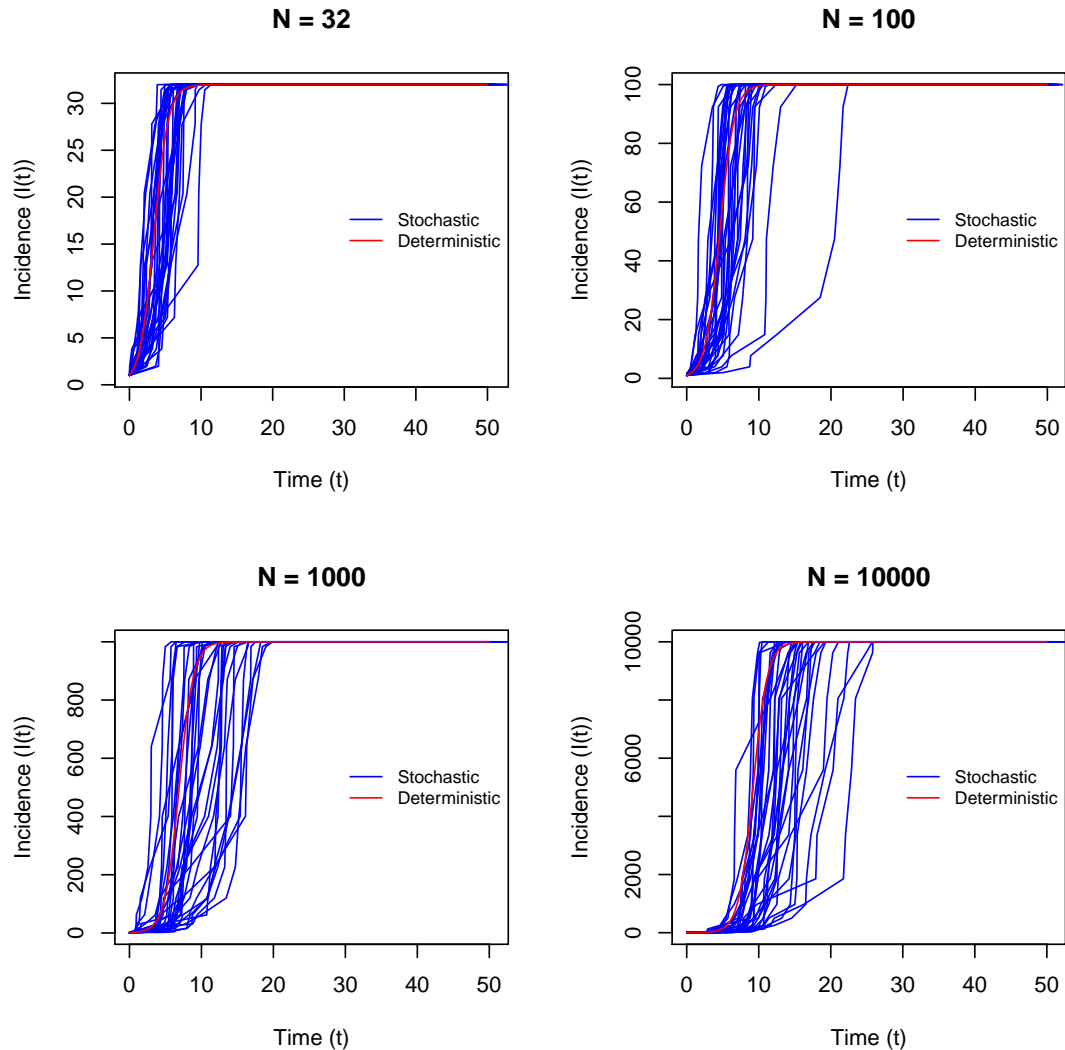 N = 32
Incidence (I(t))
0 5 10 15 20 25 30
Stochastic
Deterministic
0 10 20 30 40 50
Time (t)
N = 100
Incidence (I(t))
0 20 40 60 80 100
Stochastic
Deterministic
0 10 20 30 40 50
Time (t)
N = 1000
Incidence (I(t))
0 200 400 600 800
Stochastic
Deterministic
0 10 20 30 40 50
Time (t)
N = 10000
Incidence (I(t))
0 2000 6000 10000
Stochastic
Deterministic
0 10 20 30 40 50
Time (t)